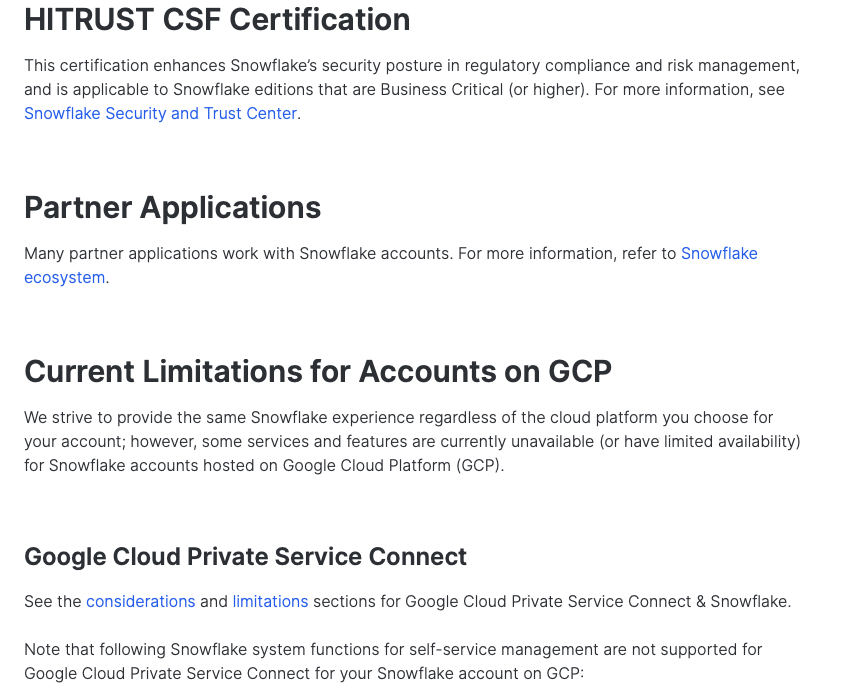 HITRUST CSF Certification
This certification enhances Snowflake’s security posture in regulatory compliance and risk management,
and is applicable to Snowflake editions that are Business Critical (or higher). For more information, see
Snowflake Security and Trust Center.
Partner Applications
Many partner applications work with Snowflake accounts. For more information, refer to Snowflake
ecosystem.
Current Limitations for Accounts on GCP
We strive to provide the same Snowflake experience regardless of the cloud platform you choose for
your account; however, some services and features are currently unavailable (or have limited availability)
for Snowflake accounts hosted on Google Cloud Platform (GCP).
Google Cloud Private Service Connect
See the considerations and limitations sections for Google Cloud Private Service Connect & Snowflake.
Note that following Snowflake system functions for self-service management are not supported for
Google Cloud Private Service Connect for your Snowflake account on GCP: